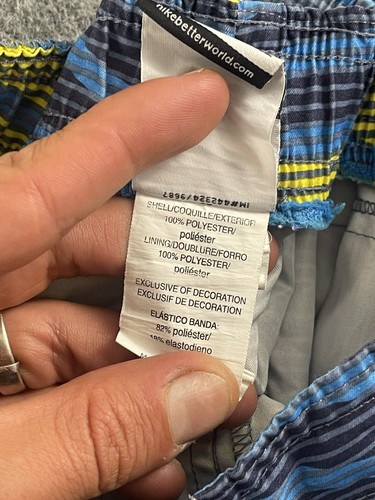 nikebetterworld.com
IM#442324/9687
SHELL/COQUILLE/EXTERIOR
100% POLYESTER/
poliéster
LINING/DOUBLURE/FORRO
100% POLYESTER/
poliéster
EXCLUSIVE OF DECORATION
EXCLUSIF DE DECORATION
ELÁSTICO BANDA:
82% poliéster/
18% elastodieno